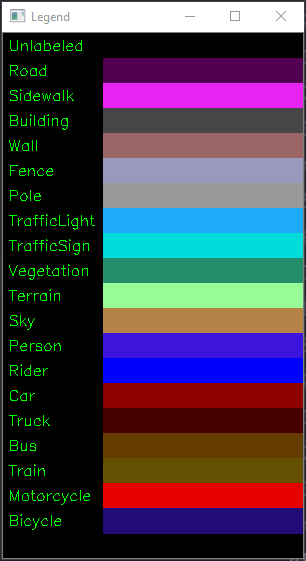 Legend
Unlabeled
Road
Sidewalk
Building
Wall
Fence
Pole
TrafficLight
TrafficSign
Vegetation
Terrain
Sky
Person
Rider
Car
Truck
Bus
Train
Motorcycle
Bicycle